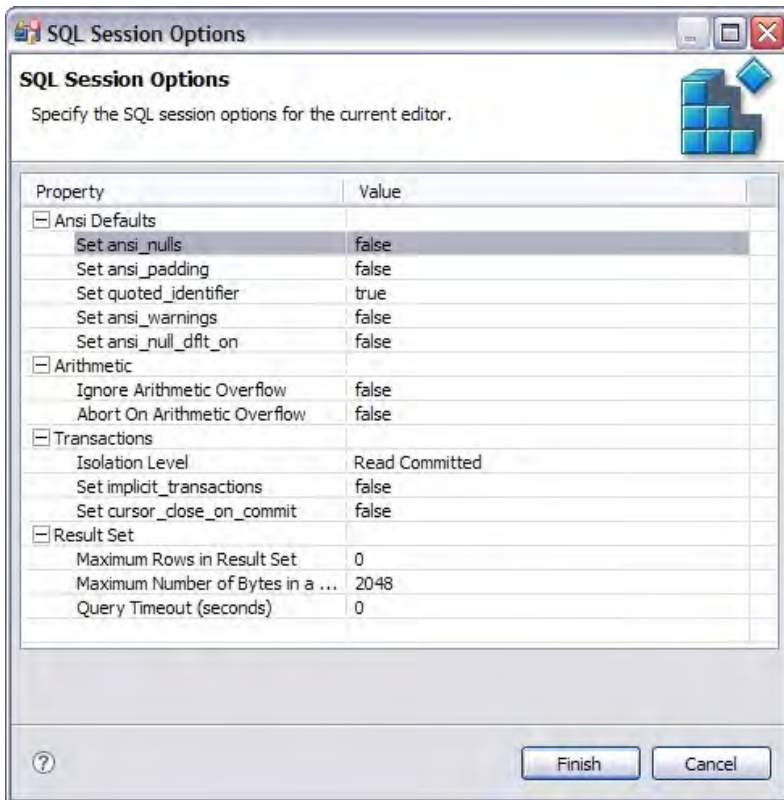 SQL Session Options
SQL Session Options
Specify the SQL session options for the current editor.
Property Value
Ansi Defaults
Set ansi_nulls false
Set ansi_padding false
Set quoted_identifier true
Set ansi_warnings false
Set ansi_null_dflt_on false
Arithmetic
Ignore Arithmetic Overflow false
Abort On Arithmetic Overflow false
Transactions
Isolation Level Read Committed
Set implicit_transactions false
Set cursor_close_on_commit false
Result Set
Maximum Rows in Result Set 0
Maximum Number of Bytes in a ... 2048
Query Timeout (seconds) 0
? Finish Cancel